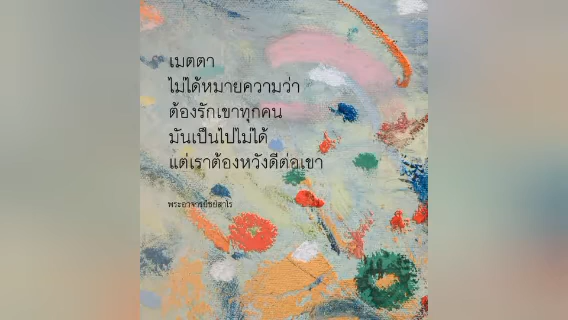 เมตตา
ไม่ได้หมายความว่า
ต้องรักเขาทุกคน
มันเป็นไปไม่ได้
แต่เราต้องหวังดีต่อเขา
พระอาจารย์ชยสาโร